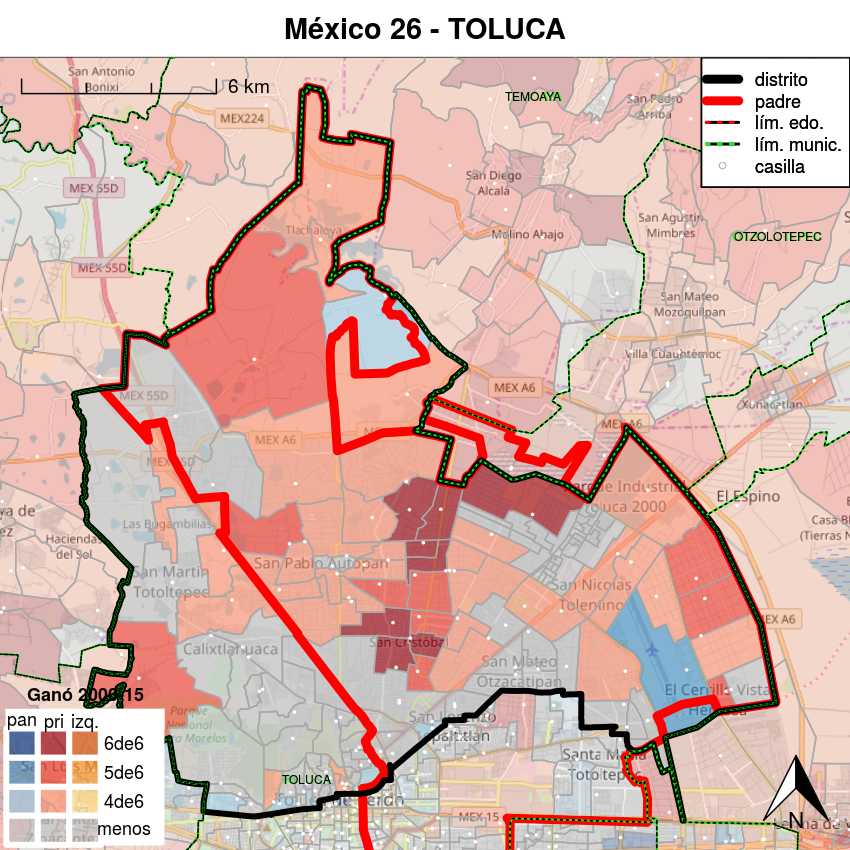 México 26 - TOLUCA
San Antonio
Bonixi
6 km
MEX224
TEMOAYA
San Pedro
Arriba
distrito
padre
lím. edo.
lím. munic.
casilla
MEX 55D
San Diego
Alcalá
San Agustín
Mimbres
OTZOLOTEPEC
Tlachaloya
Molino Abajo
MEX 55D
San Mateo
Mozoquilpan
Villa Cuauhtémoc
MEX 55D
MEX A6
Xonacatlán
MEX A6
MEX A6
MEX 55D
Parque Industrial
Toluca 2000
El Espino
Las Bugambilias
Hacienda
del Sol
San Pablo Autopan
San Martín
Totoltepec
San Nicolás
Tolentino
MEX A6
Calixtlahuaca
San Cristóbal
San Mateo
Otzacatipan
El Cerrillo Vista
Hermosa
Ganó 2009-15
pan pri izq.
6de6
5de6
4de6
menos
Parque
Nacional
San Lorenzo
Santa María
Totoltepec
TOLUCA
MEX 15
N